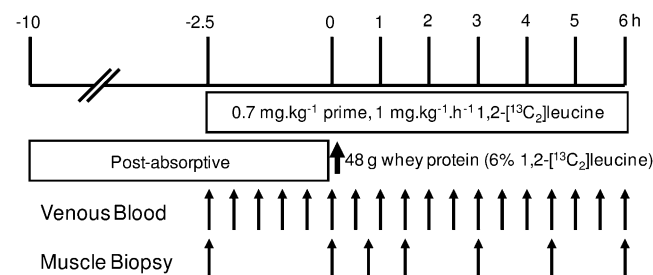 -10 -2.5 0 1 2 3 4 5 6 h
0.7 mg.kg⁻¹ prime, 1 mg.kg⁻¹.h⁻¹ 1,2-[¹³C₂]leucine
Post-absorptive 48 g whey protein (6% 1,2-[¹³C₂]leucine)
Venous Blood
Muscle Biopsy